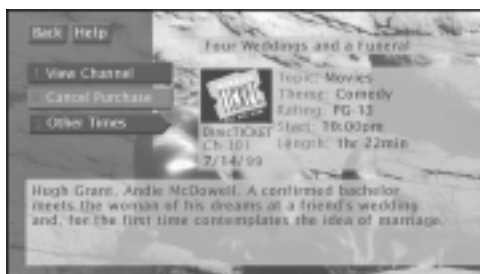 Back Help
Four Weddings and a Funeral
1 View Channel
Cancel Purchase
Other Times
TICKET
DirecTICKET
Ch 101
7/14/99
Topic: Movies
Theme: Comedy
Rating: PG-13
Start: 10:00pm
Length: 1hr 22min
Hugh Grant, Andie McDowell. A confirmed bachelor
meets the woman of his dreams at a friend's wedding
and, for the first time contemplates the idea of marriage.